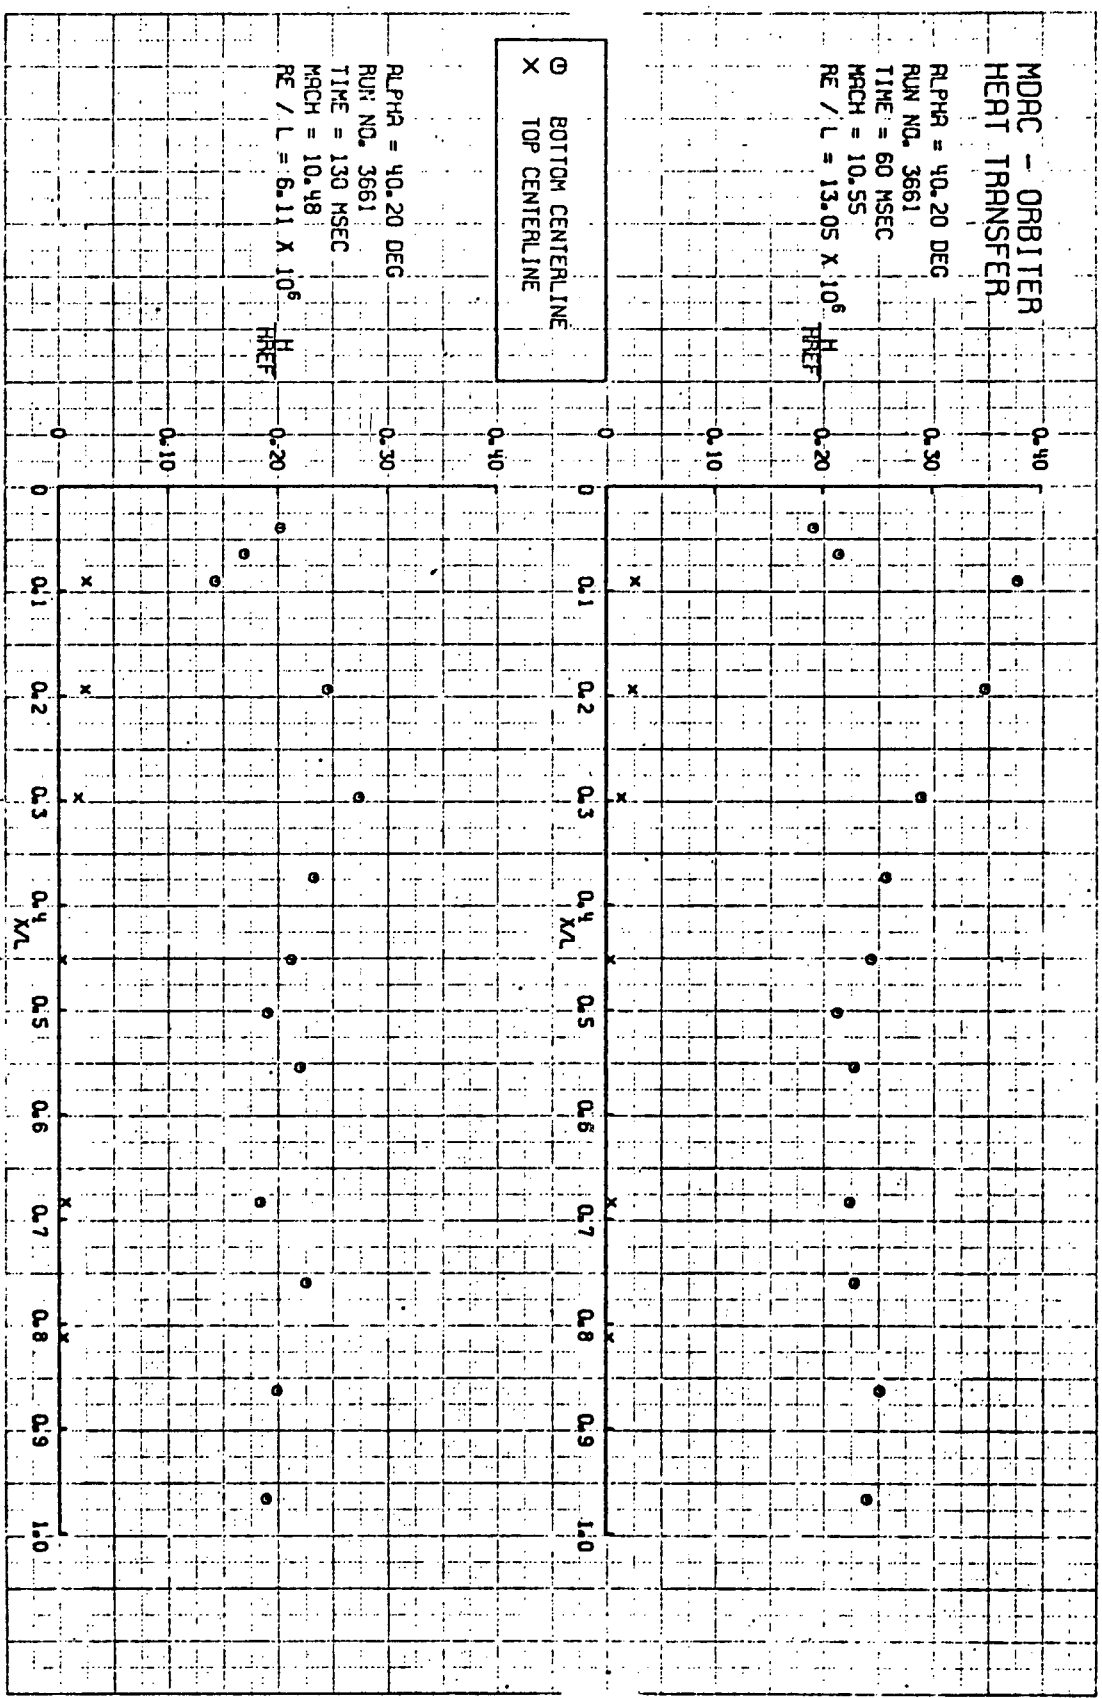 MDAC - ORBITER
HEAT TRANSFER
ALPHA = 40.20 DEG
RUN NO. 3661
TIME = 60 MSEC
MACH = 10.55
RE / L = 13.05 X 10⁶
H
HREF
0.40
0.30
0.20
0.10
0
0 0.1 0.2 0.3 0.4 0.5 0.6 0.7 0.8 0.9 1.0
X/L
⊙ BOTTOM CENTERLINE
X TOP CENTERLINE
ALPHA = 40.20 DEG
RUN NO. 3661
TIME = 130 MSEC
MACH = 10.48
RE / L = 6.11 X 10⁶
H
HREF
0.40
0.30
0.20
0.10
0
0 0.1 0.2 0.3 0.4 0.5 0.6 0.7 0.8 0.9 1.0
X/L